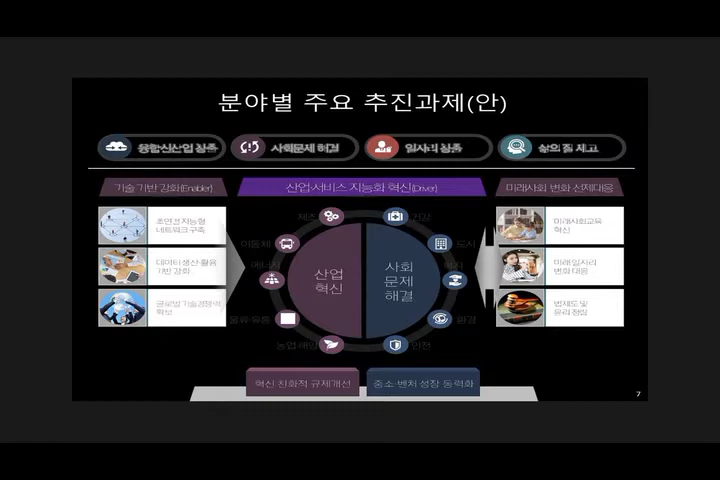 분야별 주요 추진과제(안)
융합신산업 창출
사회문제 해결
일자리 창출
삶의 질 제고
기술 기반 강화(Enabler)
산업·서비스 지능화 혁신(Driver)
미래사회 변화 선제대응
초연결 지능형
네트워크 구축
데이터 생산·활용
기반 강화
글로벌 기술경쟁력
확보
제조
이동체
에너지
물류·유통
농업·해양
산업
혁신
사회
문제
해결
건강
도시
복지
환경
안전
미래사회교육
혁신
미래 일자리
변화 대응
법제도 및
윤리 정립
혁신 친화적 규제개선
중소·벤처 성장 동력화
7